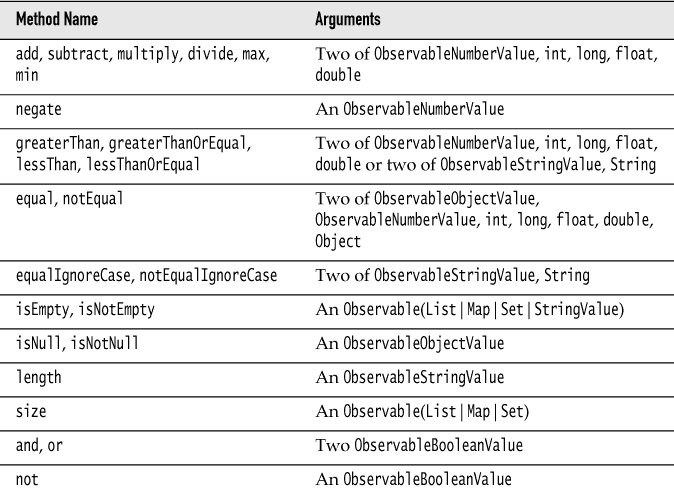 Method Name Arguments
add, subtract, multiply, divide, max, Two of ObservableNumberValue, int, long, float,
min double
negate An ObservableNumberValue
greaterThan, greaterThanOrEqual, Two of ObservableNumberValue, int, long, float,
lessThan, lessThanOrEqual double or two of ObservableStringValue, String
equal, notEqual Two of ObservableObjectValue,
ObservableNumberValue, int, long, float, double,
Object
equalIgnoreCase, notEqualIgnoreCase Two of ObservableStringValue, String
isEmpty, isNotEmpty An Observable(List|Map|Set|StringValue)
isNull, isNotNull An ObservableObjectValue
length An ObservableStringValue
size An Observable(List|Map|Set)
and, or Two ObservableBooleanValue
not An ObservableBooleanValue